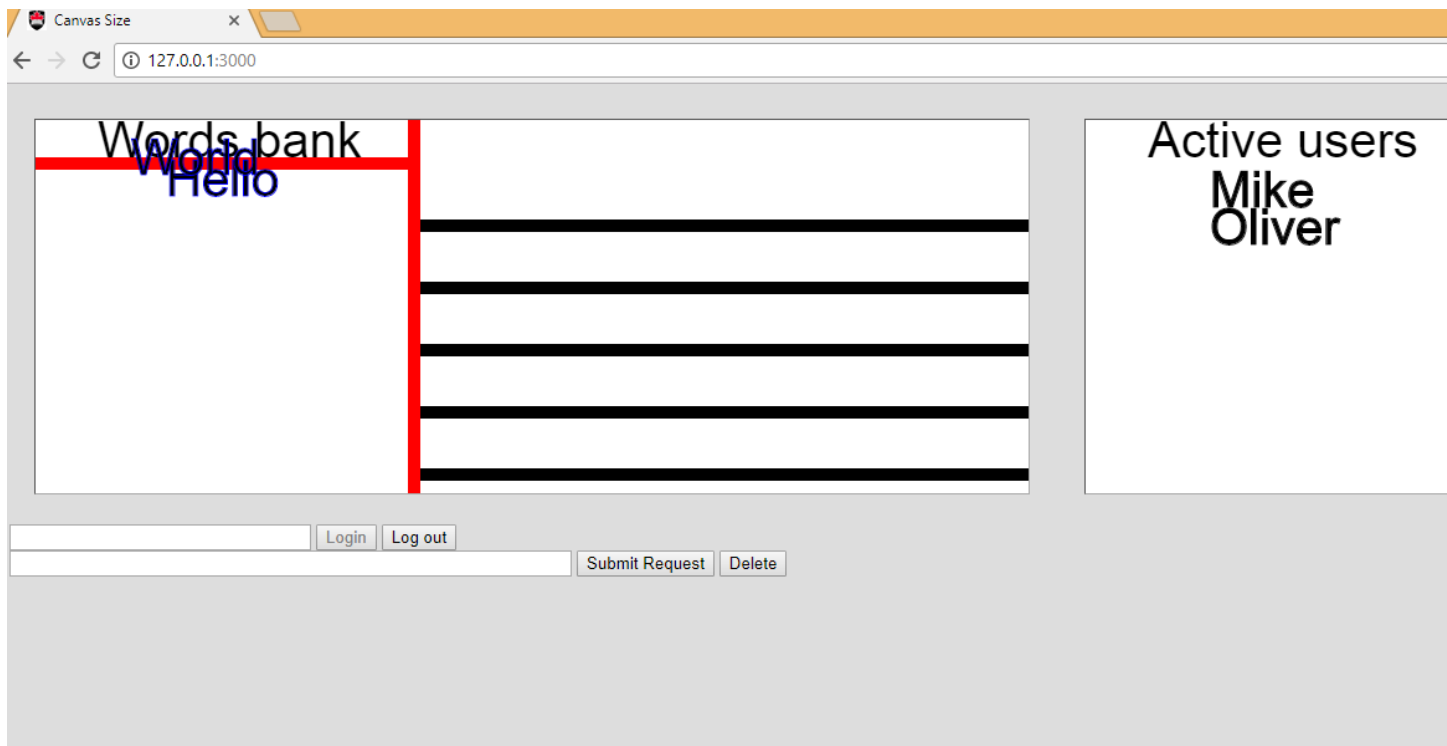 Canvas Size
127.0.0.1:3000
Words bank
World
Hello
Active users
Mike
Oliver
Login Log out
Submit Request Delete